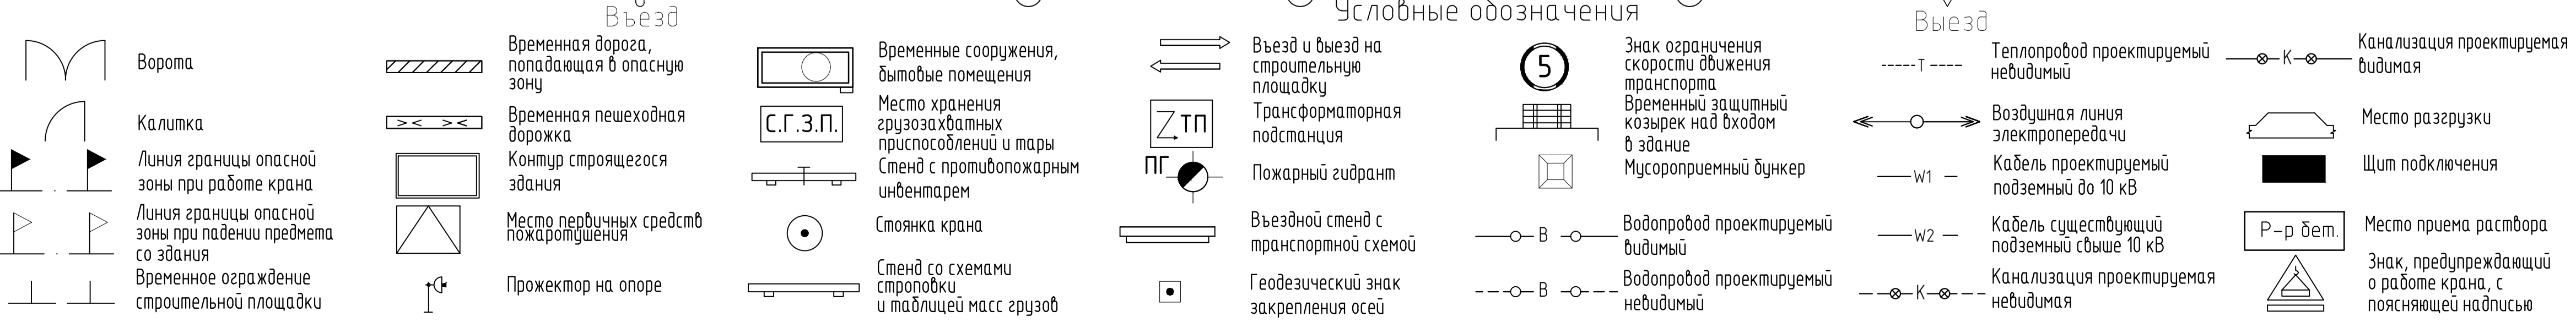 Въезд
Условные обозначения
Выезд
Ворота
Калитка
Линия границы опасной
зоны при работе крана
Линия границы опасной
зоны при падении предмета
со здания
Временное ограждение
строительной площадки
Временная дорога,
попадающая в опасную
зону
Временная пешеходная
дорожка
Контур строящегося
здания
Место первичных средств
пожаротушения
Прожектор на опоре
Временные сооружения,
бытовые помещения
С.Г.З.П.
Место хранения
грузозахватных
приспособлений и тары
Стенд с противопожарным
инвентарем
Стоянка крана
Стенд со схемами
строповки
и таблицей масс грузов
Въезд и выезд на
строительную
площадку
ТП
Трансформаторная
подстанция
ПГ
Пожарный гидрант
Въездной стенд с
транспортной схемой
Геодезический знак
закрепления осей
5
Знак ограничения
скорости движения
транспорта
Временный защитный
козырек над входом
в здание
Мусороприемный бункер
В
Водопровод проектируемый
видимый
В
Водопровод проектируемый
невидимый
Т
Теплопровод проектируемый
невидимый
Воздушная линия
электропередачи
W1
Кабель проектируемый
подземный до 10 кВ
W2
Кабель существующий
подземный свыше 10 кВ
К
Канализация проектируемая
невидимая
К
Канализация проектируемая
видимая
Место разгрузки
Щит подключения
Р-р бет.
Место приема раствора
Знак, предупреждающий
о работе крана, с
поясняющей надписью